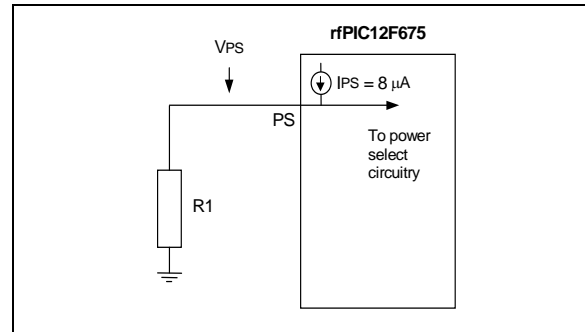 rfPIC12F675
VPS
IPS = 8 μA
PS
To power
select
circuitry
R1